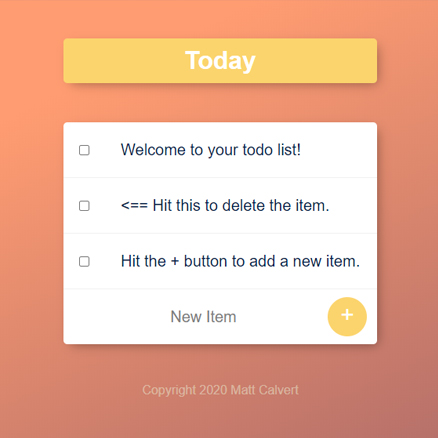 Today
Welcome to your todo list!
<== Hit this to delete the item.
Hit the + button to add a new item.
New Item
+
Copyright 2020 Matt Calvert